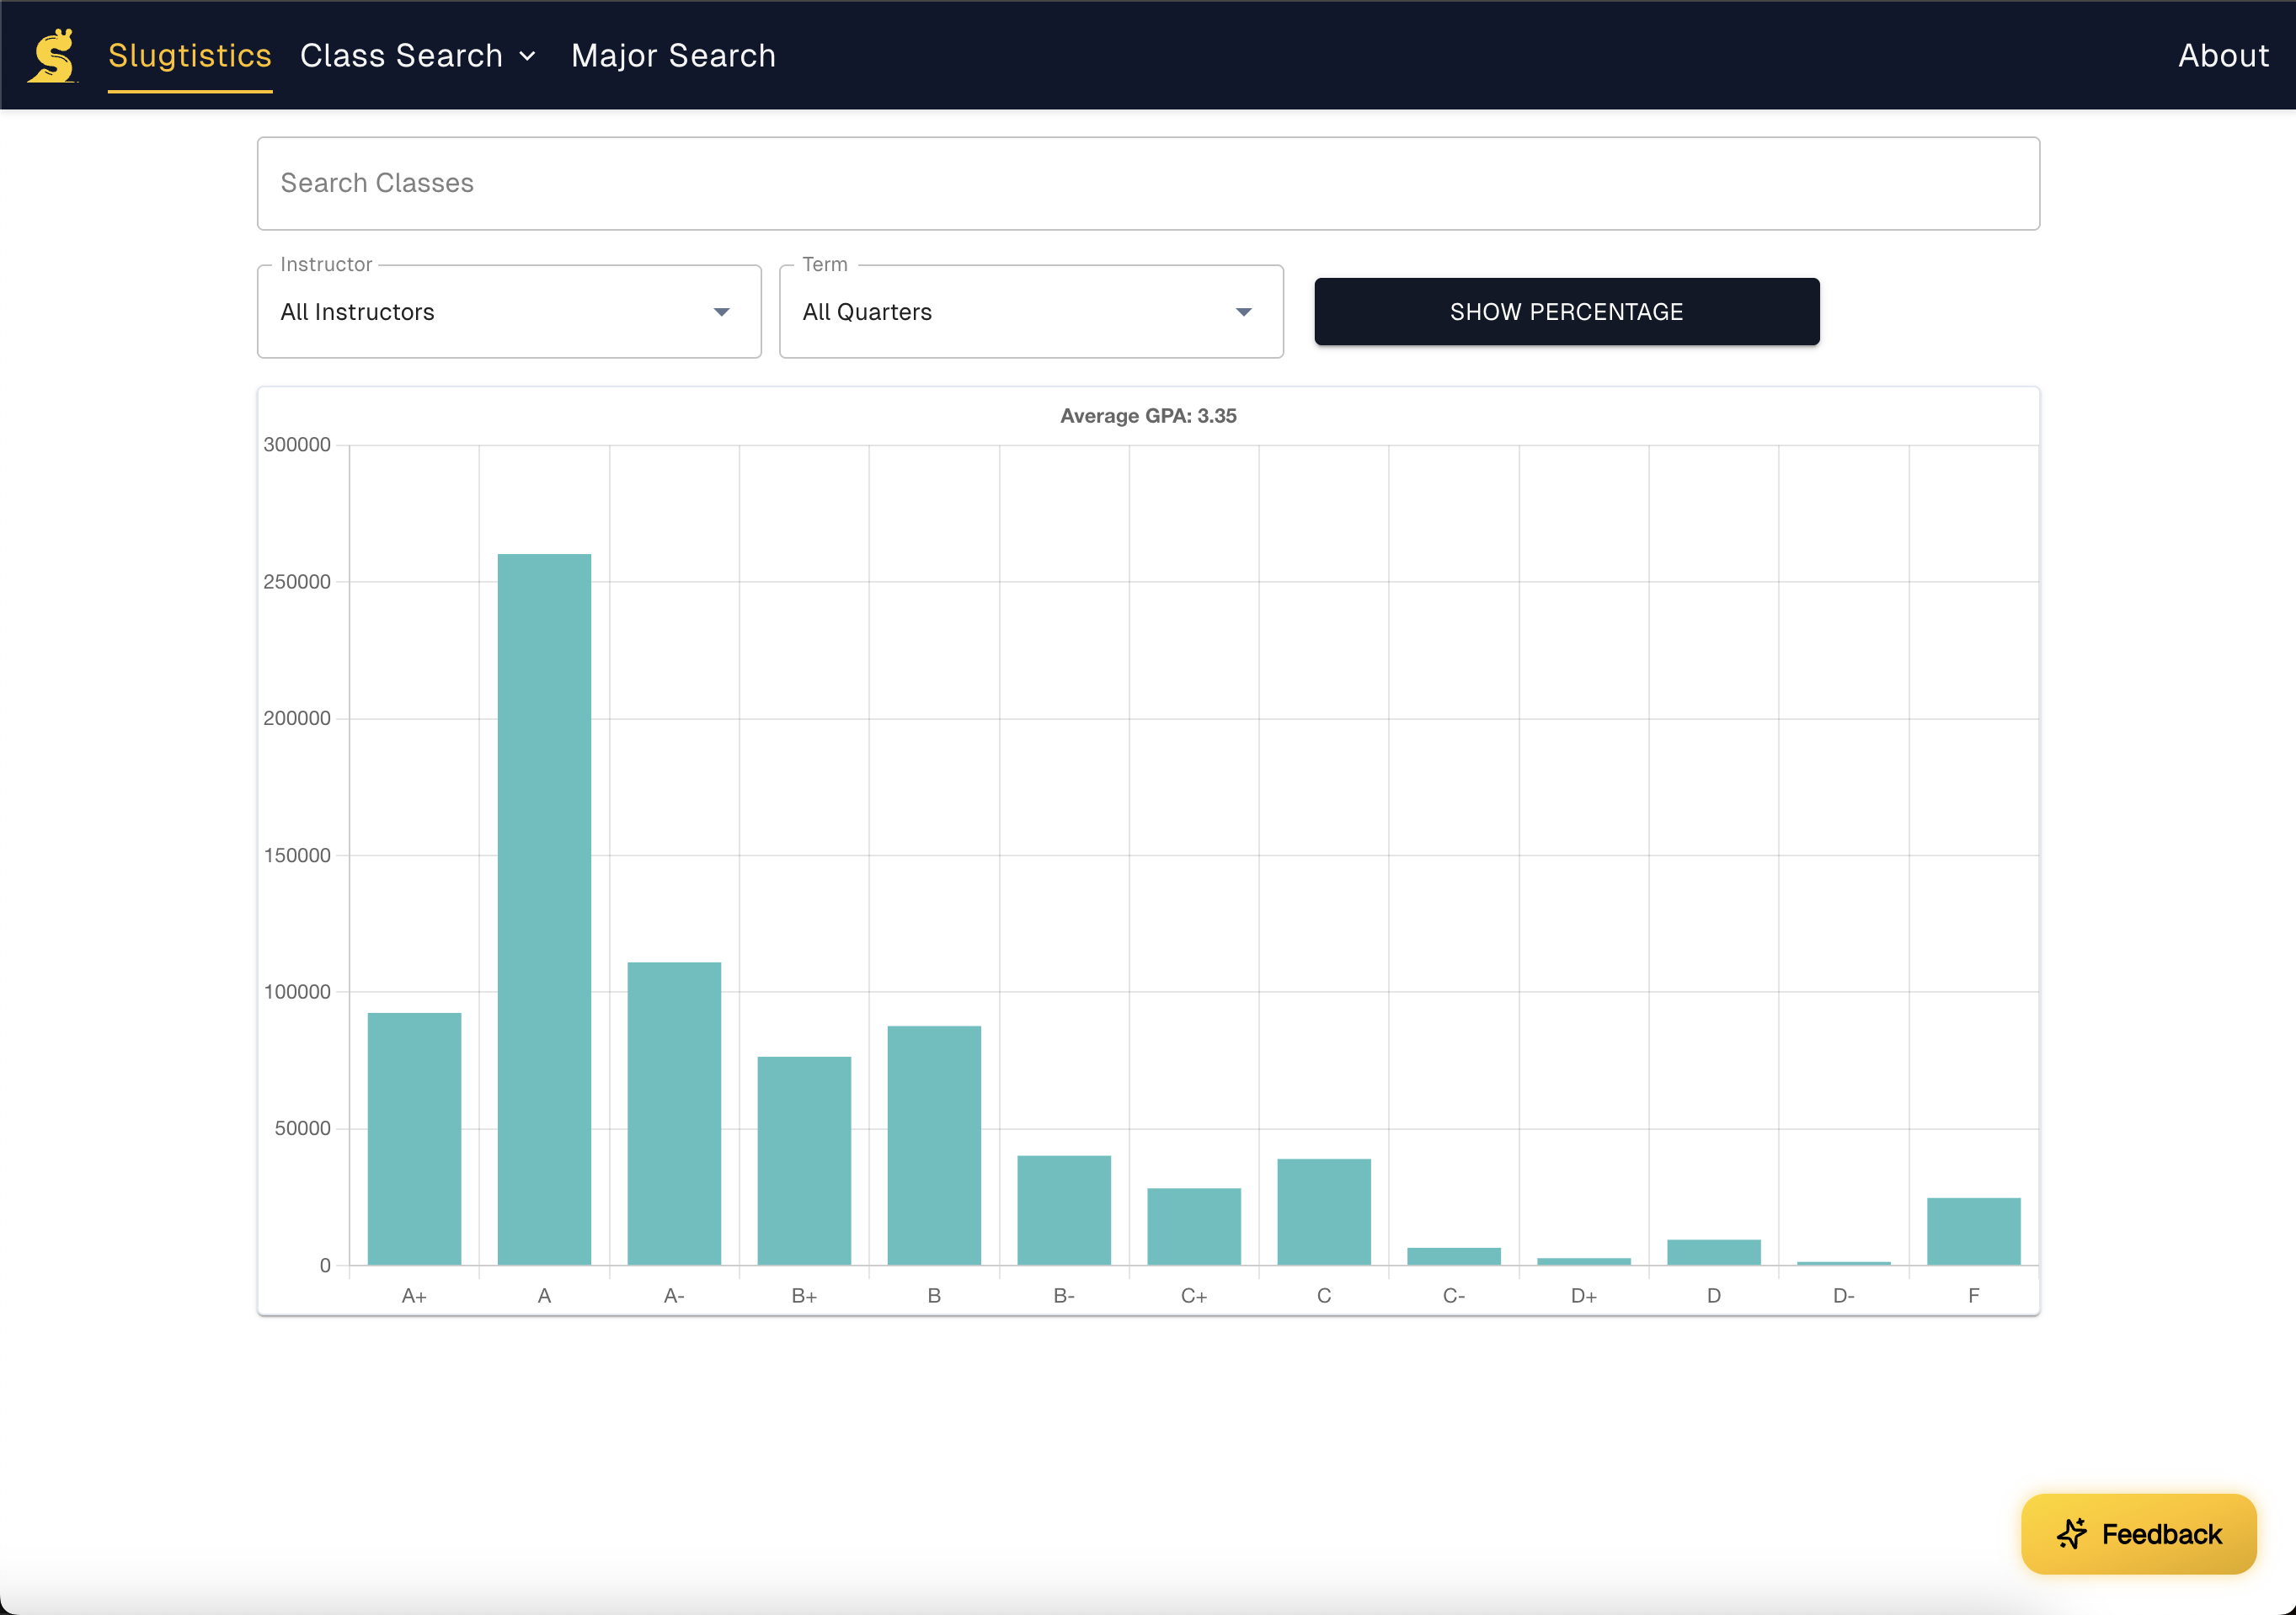 Slugtistics Class Search Major Search About
Search Classes
Instructor Term
All Instructors All Quarters SHOW PERCENTAGE
Average GPA: 3.35
300000
250000
200000
150000
100000
50000
0
A+ A A- B+ B B- C+ C C- D+ D D- F
Feedback